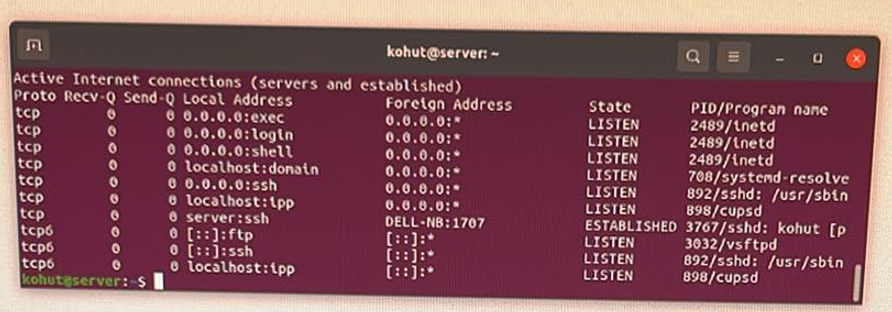 kohut@server: ~
Active Internet connections (servers and established)
Proto Recv-Q Send-Q Local Address Foreign Address State PID/Program name
tcp 0 0 0.0.0.0:exec 0.0.0.0:* LISTEN 2489/inetd
tcp 0 0 0.0.0.0:login 0.0.0.0:* LISTEN 2489/inetd
tcp 0 0 0.0.0.0:shell 0.0.0.0:* LISTEN 2489/inetd
tcp 0 0 localhost:domain 0.0.0.0:* LISTEN 708/systemd-resolve
tcp 0 0 0.0.0.0:ssh 0.0.0.0:* LISTEN 892/sshd: /usr/sbin
tcp 0 0 localhost:ipp 0.0.0.0:* LISTEN 898/cupsd
tcp 0 0 server:ssh DELL-NB:1707 ESTABLISHED 3767/sshd: kohut [p
tcp6 0 0 [::]:ftp [::]:* LISTEN 3032/vsftpd
tcp6 0 0 [::]:ssh [::]:* LISTEN 892/sshd: /usr/sbin
tcp6 0 0 localhost:ipp [::]:* LISTEN 898/cupsd
kohut@server:~$